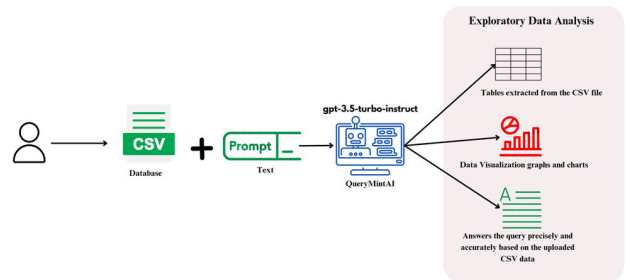 Exploratory Data Analysis
gpt-3.5-turbo-instruct
Tables extracted from the CSV file
CSV
Prompt
Database
Text
QueryMintAI
Data Visualization graphs and charts
A
Answers the query precisely and
accurately based on the uploaded
CSV data